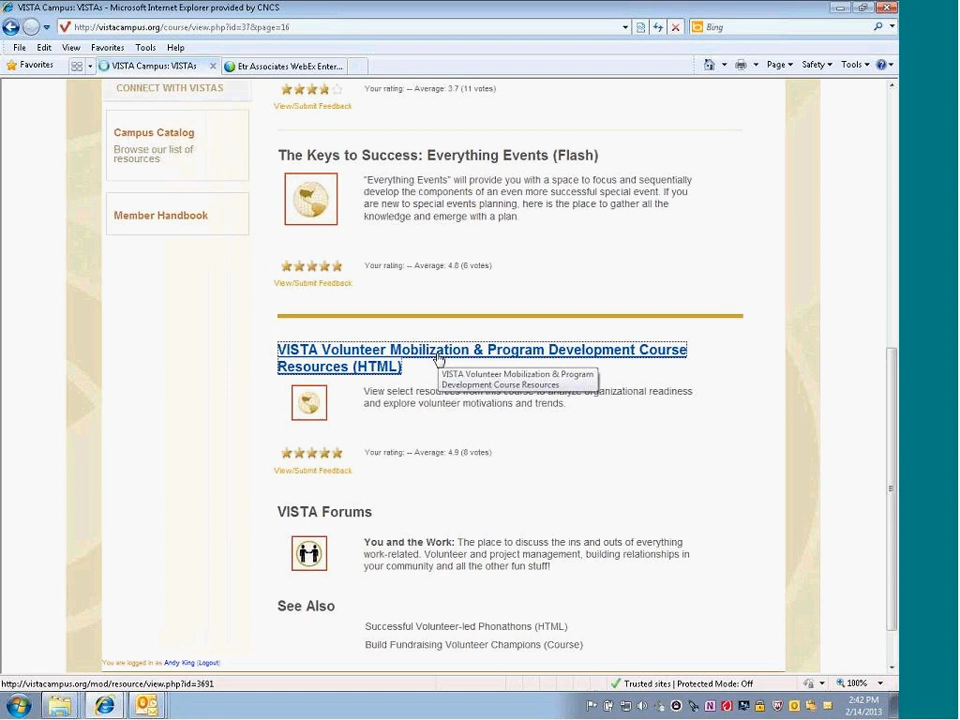 VISTA Campus: VISTAs - Microsoft Internet Explorer provided by CNCS
http://vistacampus.org/course/view.php?id=37&page=16
Bing
File Edit View Favorites Tools Help
Favorites
VISTA Campus: VISTAs
Etr Associates WebEx Enter...
Page Safety Tools
CONNECT WITH VISTAS
Campus Catalog
Browse our list of
resources
Member Handbook
Your rating: -- Average: 3.7 (11 votes)
View/Submit Feedback
The Keys to Success: Everything Events (Flash)
"Everything Events" will provide you with a space to focus and sequentially
develop the components of an even more successful special event. If you
are new to special events planning, here is the place to gather all the
knowledge and emerge with a plan.
Your rating: -- Average: 4.8 (6 votes)
View/Submit Feedback
VISTA Volunteer Mobilization & Program Development Course
Resources (HTML)
VISTA Volunteer Mobilization & Program
Development Course Resources
View select resources from this course to analyze organizational readiness
and explore volunteer motivations and trends.
Your rating: -- Average: 4.9 (8 votes)
View/Submit Feedback
VISTA Forums
You and the Work: The place to discuss the ins and outs of everything
work-related. Volunteer and project management, building relationships in
your community and all the other fun stuff!
See Also
Successful Volunteer-led Phonathons (HTML)
Build Fundraising Volunteer Champions (Course)
You are logged in as Andy King (Logout)
http://vistacampus.org/mod/resource/view.php?id=3691
Trusted sites | Protected Mode: Off
100%
2:42 PM
2/14/2013